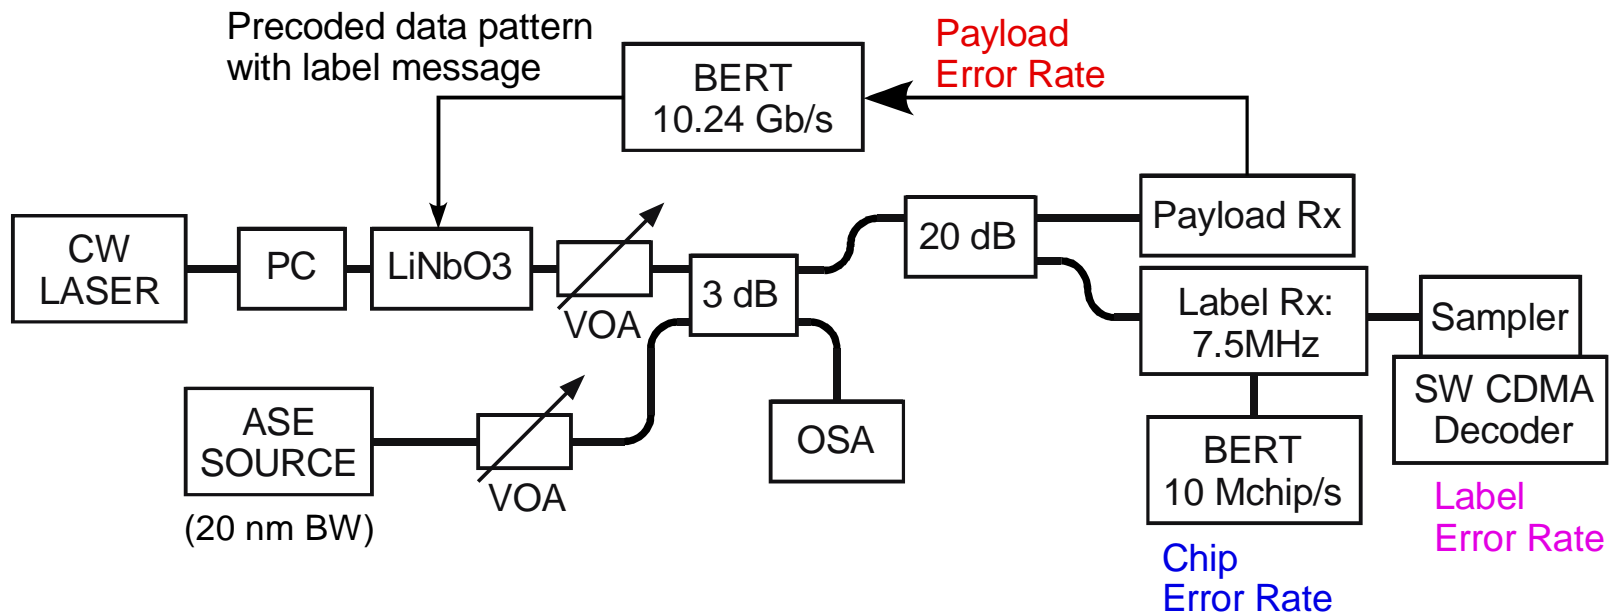 Precoded data pattern
with label message
BERT
10.24 Gb/s
Payload
Error Rate
CW
LASER
PC
LiNbO3
VOA
3 dB
20 dB
Payload Rx
Label Rx:
7.5MHz
Sampler
SW CDMA
Decoder
ASE
SOURCE
(20 nm BW)
VOA
OSA
BERT
10 Mchip/s
Label
Error Rate
Chip
Error Rate